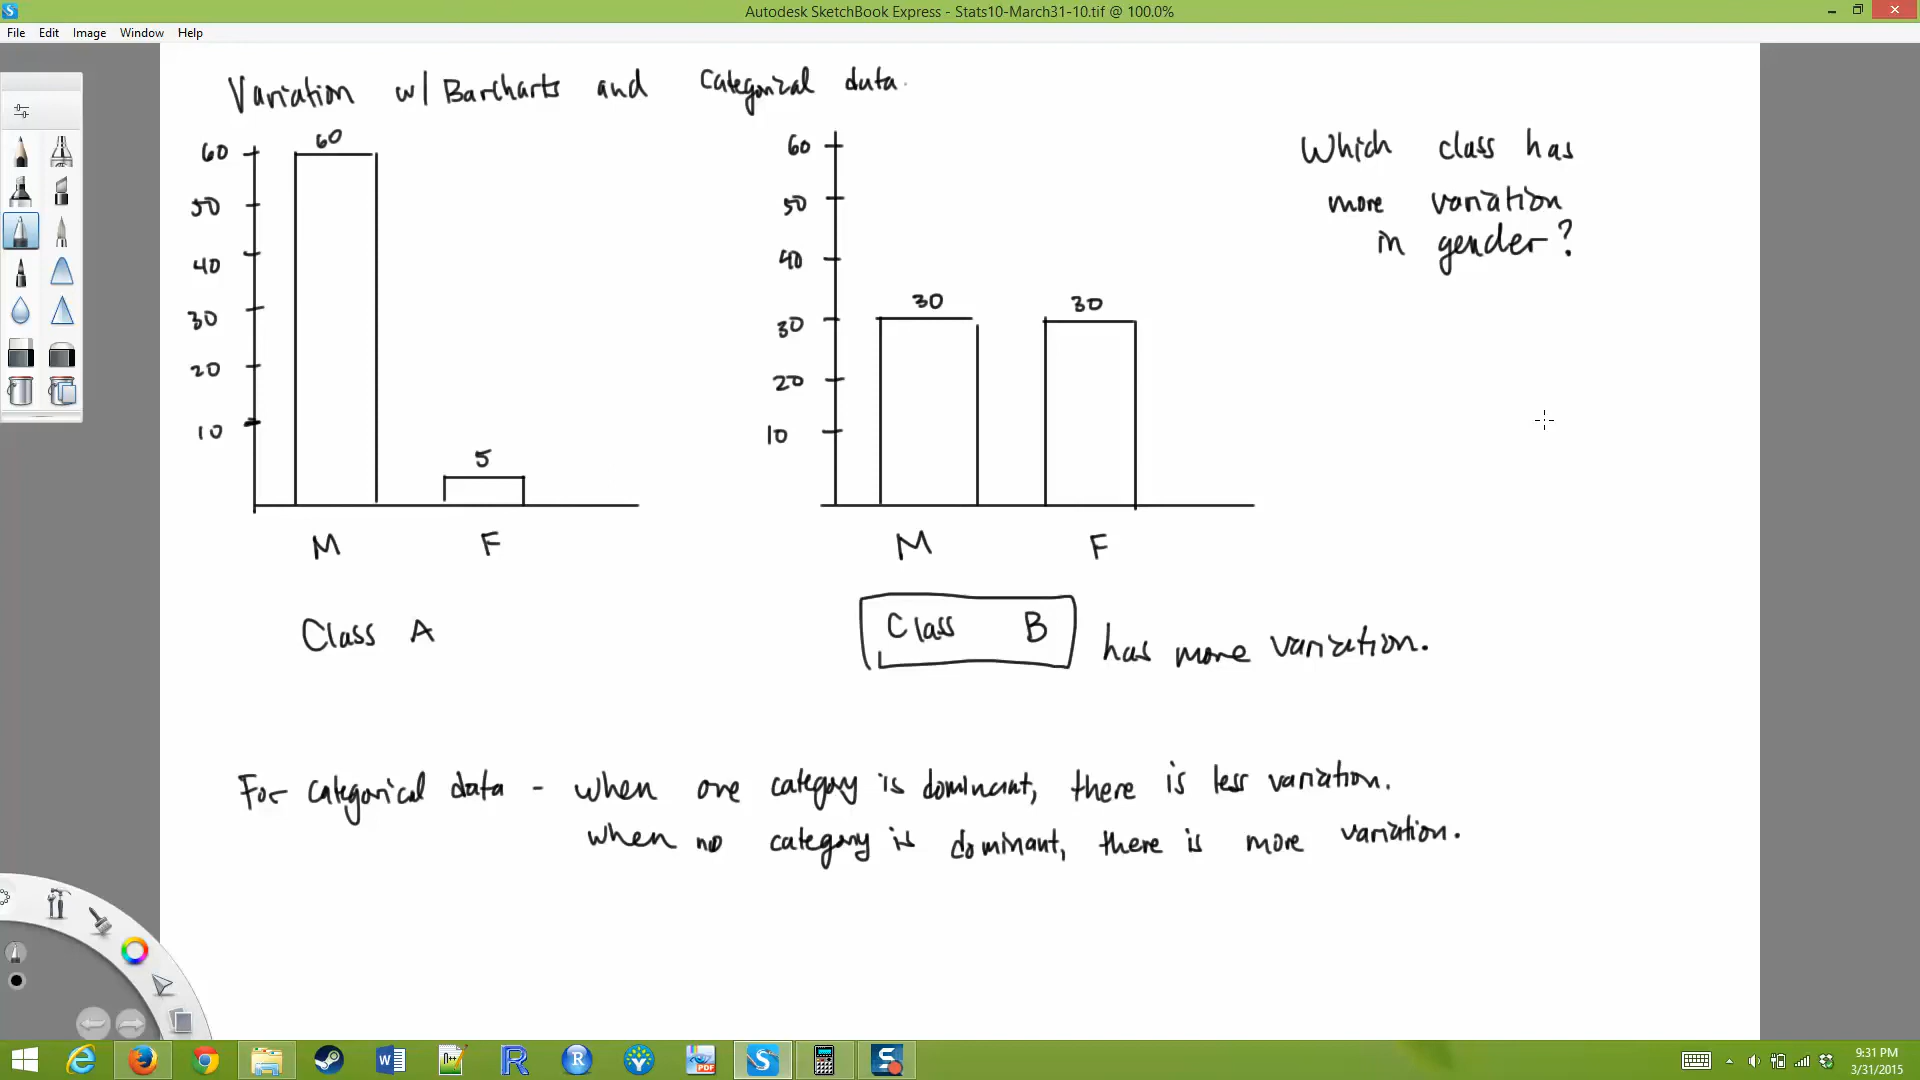 Autodesk SketchBook Express - Stats10-March31-10.tif @ 100.0%
File Edit Image Window Help
Variation w/ Barcharts and Categorical data.
60
50
40
30
20
10
60
5
M F
Class A
60
50
40
30
20
10
30
30
M F
Class B has more variation.
Which class has
more variation
in gender?
For categorical data - when one category is dominant, there is less variation.
when no category is dominant, there is more variation.
9:31 PM
3/31/2015